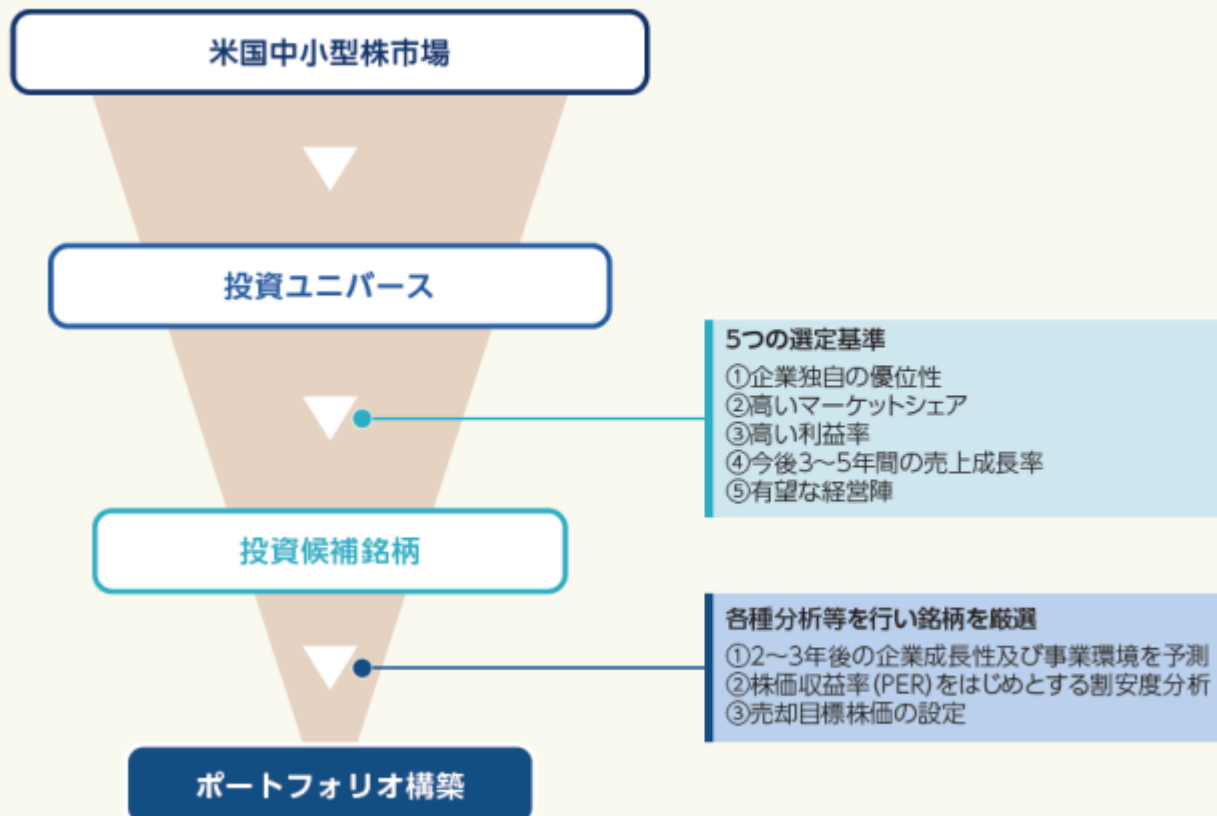 米国中小型株市場
投資ユニバース
5つの選定基準
①企業独自の優位性
②高いマーケットシェア
③高い利益率
④今後3～5年間の売上成長率
⑤有望な経営陣
投資候補銘柄
各種分析等を行い銘柄を厳選
①2～3年後の企業成長性及び事業環境を予測
②株価収益率(PER)をはじめとする割安度分析
③売却目標株価の設定
ポートフォリオ構築